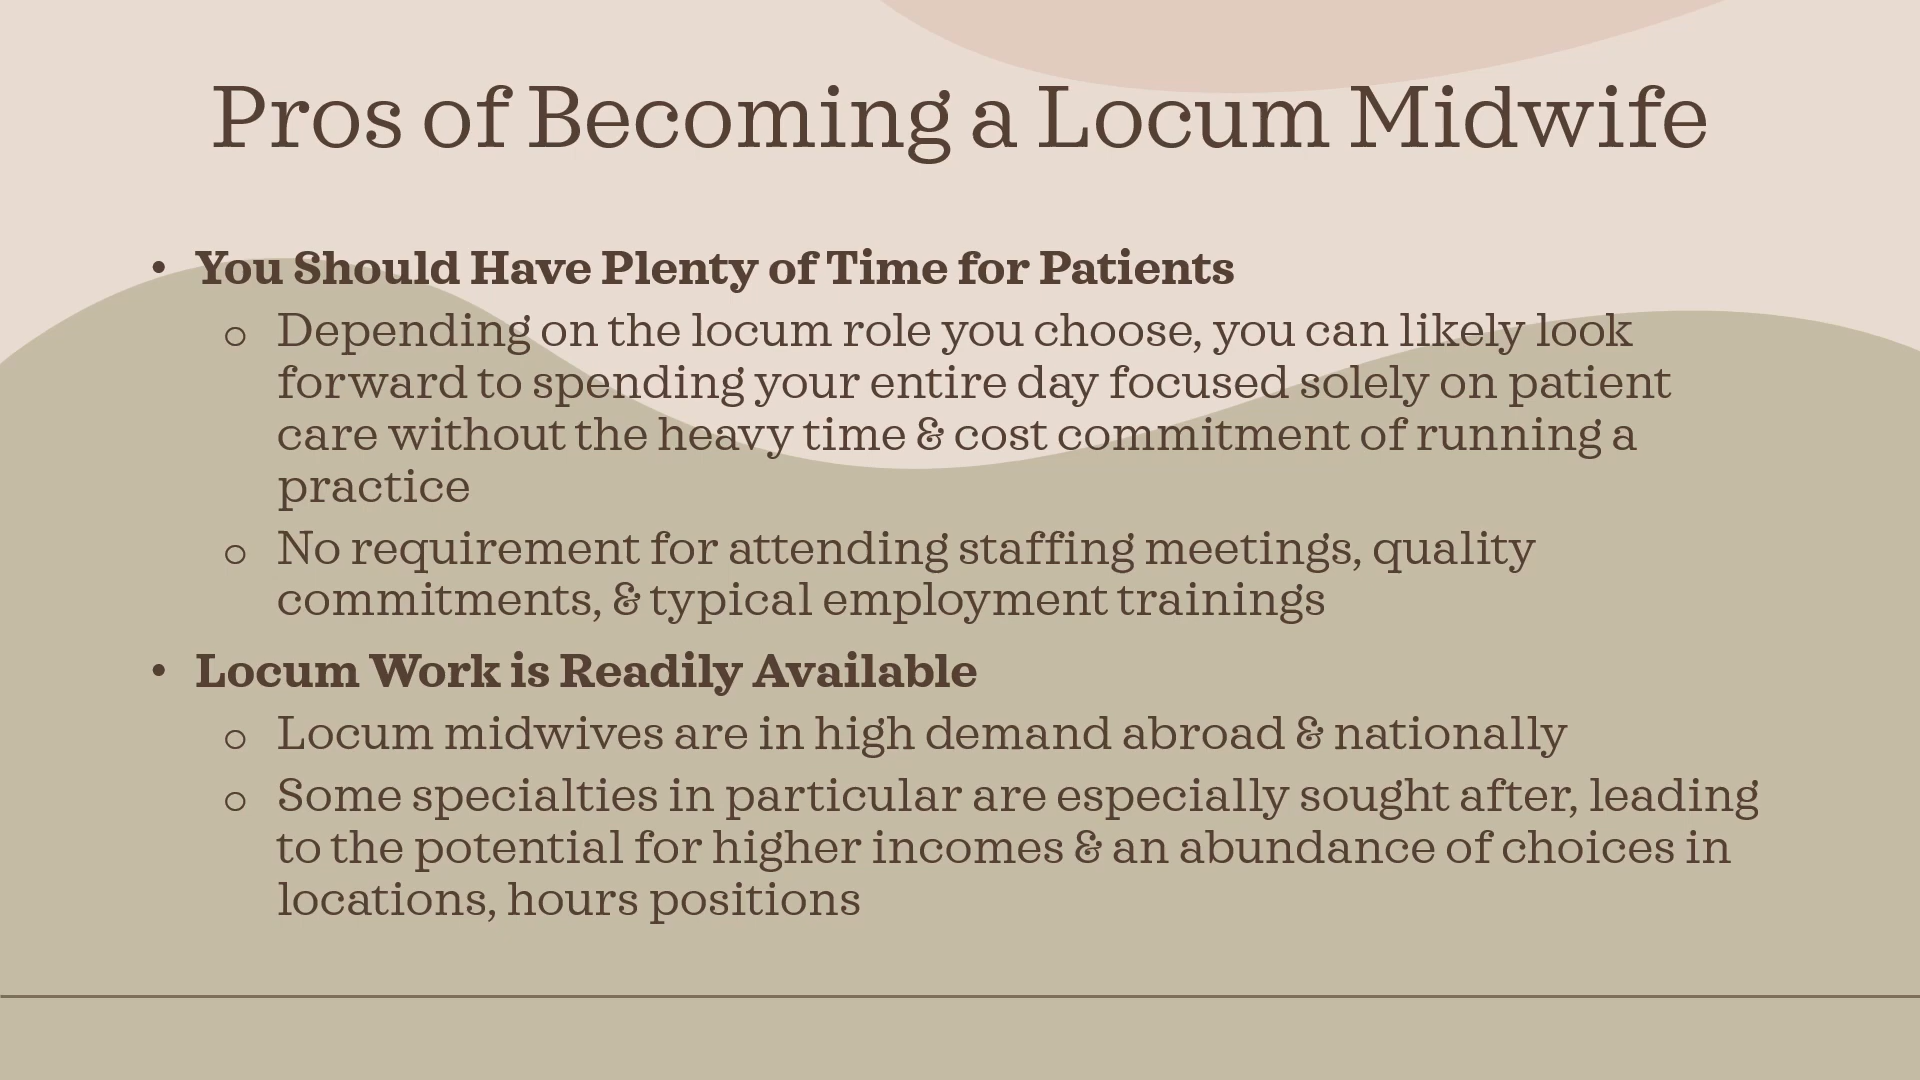 Pros of Becoming a Locum Midwife
• You Should Have Plenty of Time for Patients
o Depending on the locum role you choose, you can likely look
forward to spending your entire day focused solely on patient
care without the heavy time & cost commitment of running a
practice
o No requirement for attending staffing meetings, quality
commitments, & typical employment trainings
• Locum Work is Readily Available
o Locum midwives are in high demand abroad & nationally
o Some specialties in particular are especially sought after, leading
to the potential for higher incomes & an abundance of choices in
locations, hours positions